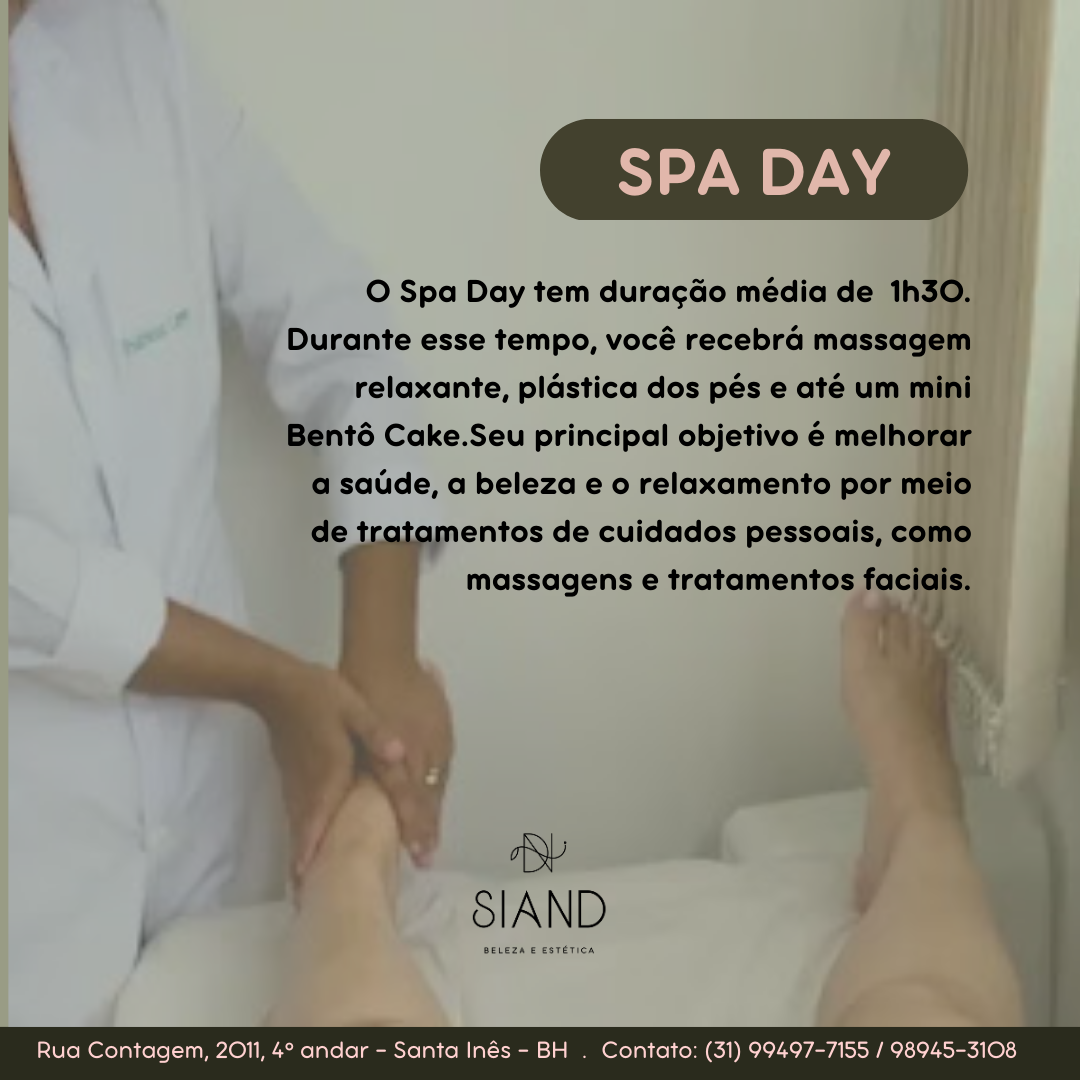 SPA DAY
O Spa Day tem duração média de  1h30.
Durante esse tempo, você recebrá massagem
relaxante, plástica dos pés e até um mini
Bentô Cake.Seu principal objetivo é melhorar
a saúde, a beleza e o relaxamento por meio
de tratamentos de cuidados pessoais, como
massagens e tratamentos faciais.
SIAND
BELEZA E ESTÉTICA
Rua Contagem, 2011, 4º andar - Santa Inês - BH  .  Contato: (31) 99497-7155 / 98945-3108